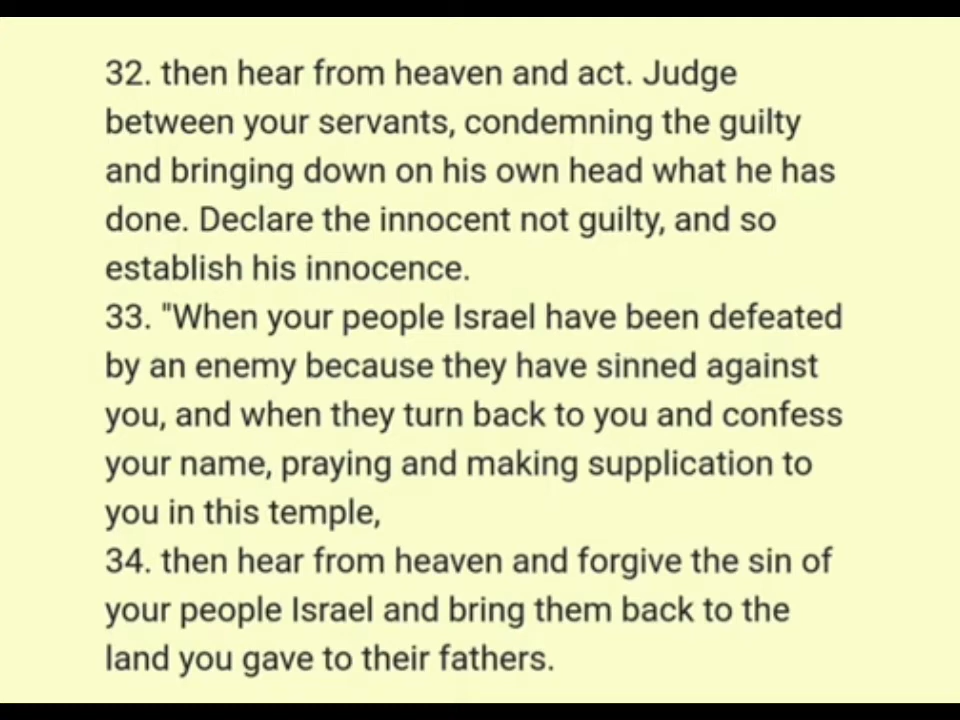 32. then hear from heaven and act. Judge
between your servants, condemning the guilty
and bringing down on his own head what he has
done. Declare the innocent not guilty, and so
establish his innocence.
33. "When your people Israel have been defeated
by an enemy because they have sinned against
you, and when they turn back to you and confess
your name, praying and making supplication to
you in this temple,
34. then hear from heaven and forgive the sin of
your people Israel and bring them back to the
land you gave to their fathers.